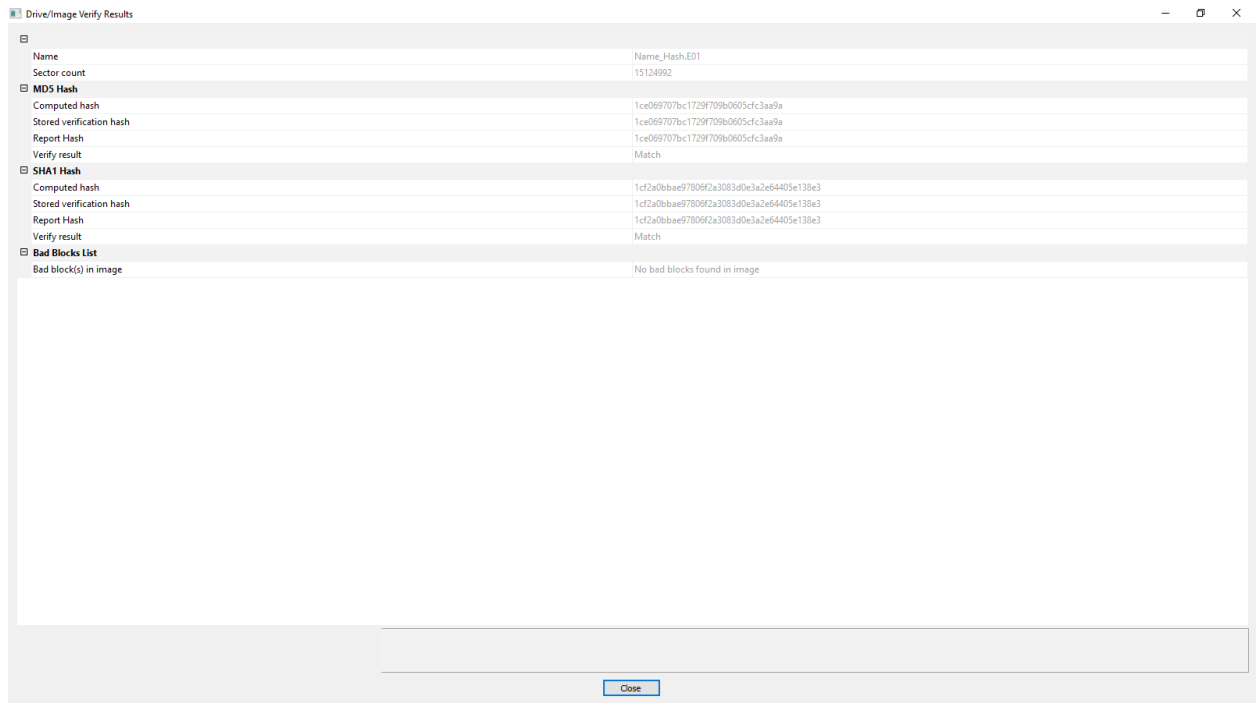 Drive/Image Verify Results
Name Name_Hash.E01
Sector count 15124992
MD5 Hash
Computed hash 1ce069707bc1729f709b0605cfc3aa9a
Stored verification hash 1ce069707bc1729f709b0605cfc3aa9a
Report Hash 1ce069707bc1729f709b0605cfc3aa9a
Verify result Match
SHA1 Hash
Computed hash 1cf2a0bbae97806f2a3083d0e3a2e64405e138e3
Stored verification hash 1cf2a0bbae97806f2a3083d0e3a2e64405e138e3
Report Hash 1cf2a0bbae97806f2a3083d0e3a2e64405e138e3
Verify result Match
Bad Blocks List
Bad block(s) in image No bad blocks found in image
Close